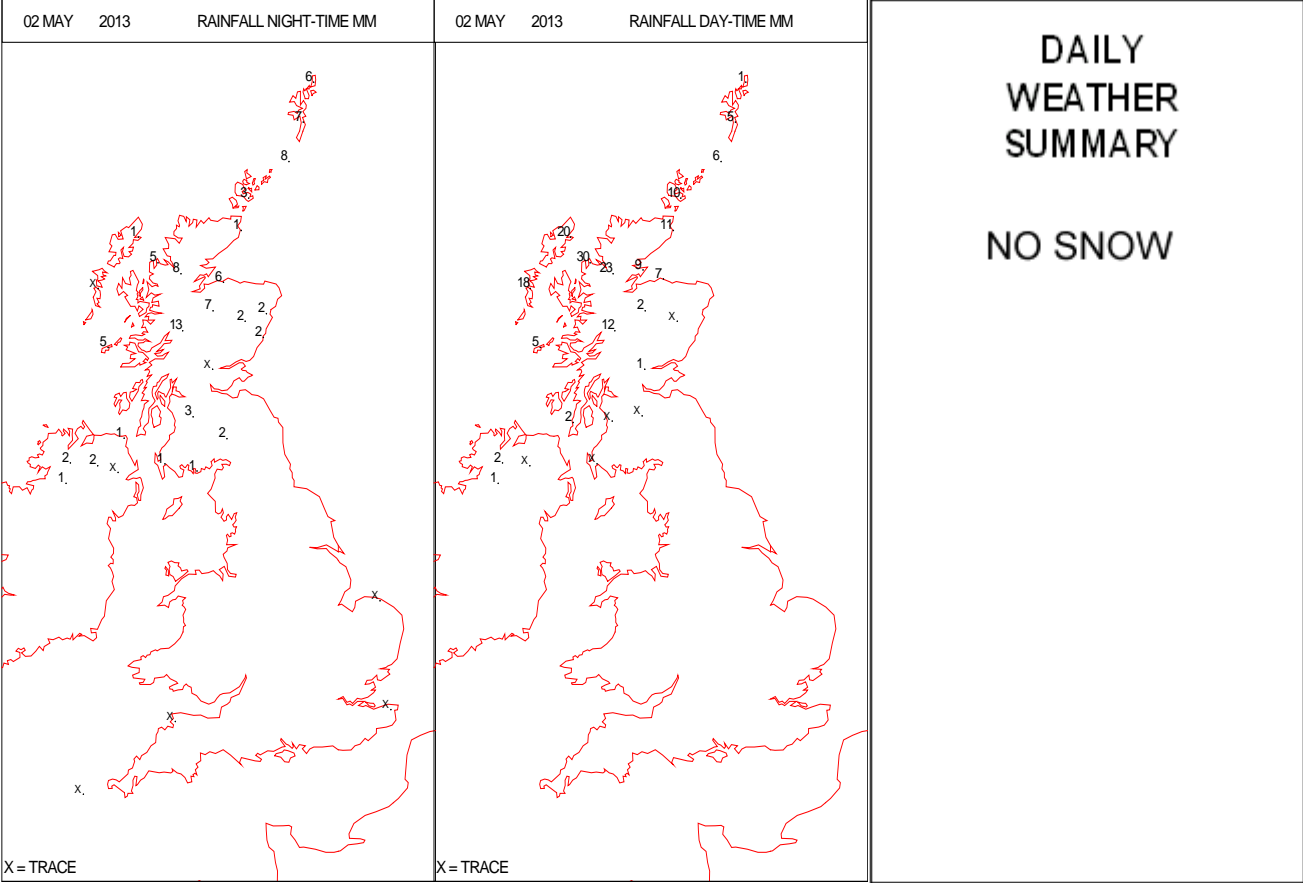 02 MAY 2013 RAINFALL NIGHT-TIME MM
6
7
8
3
1
1
5
8
X
6
7
2
2
13
2
5
X
3
1
2
2
2
X
1
1
1
X
X
X
X
X = TRACE
02 MAY 2013 RAINFALL DAY-TIME MM
1
5
6
10
11
20
30
23
9
7
18
2
X
12
5
1
2
X
X
2
X
X
1
X = TRACE
DAILY
WEATHER
SUMMARY
NO SNOW